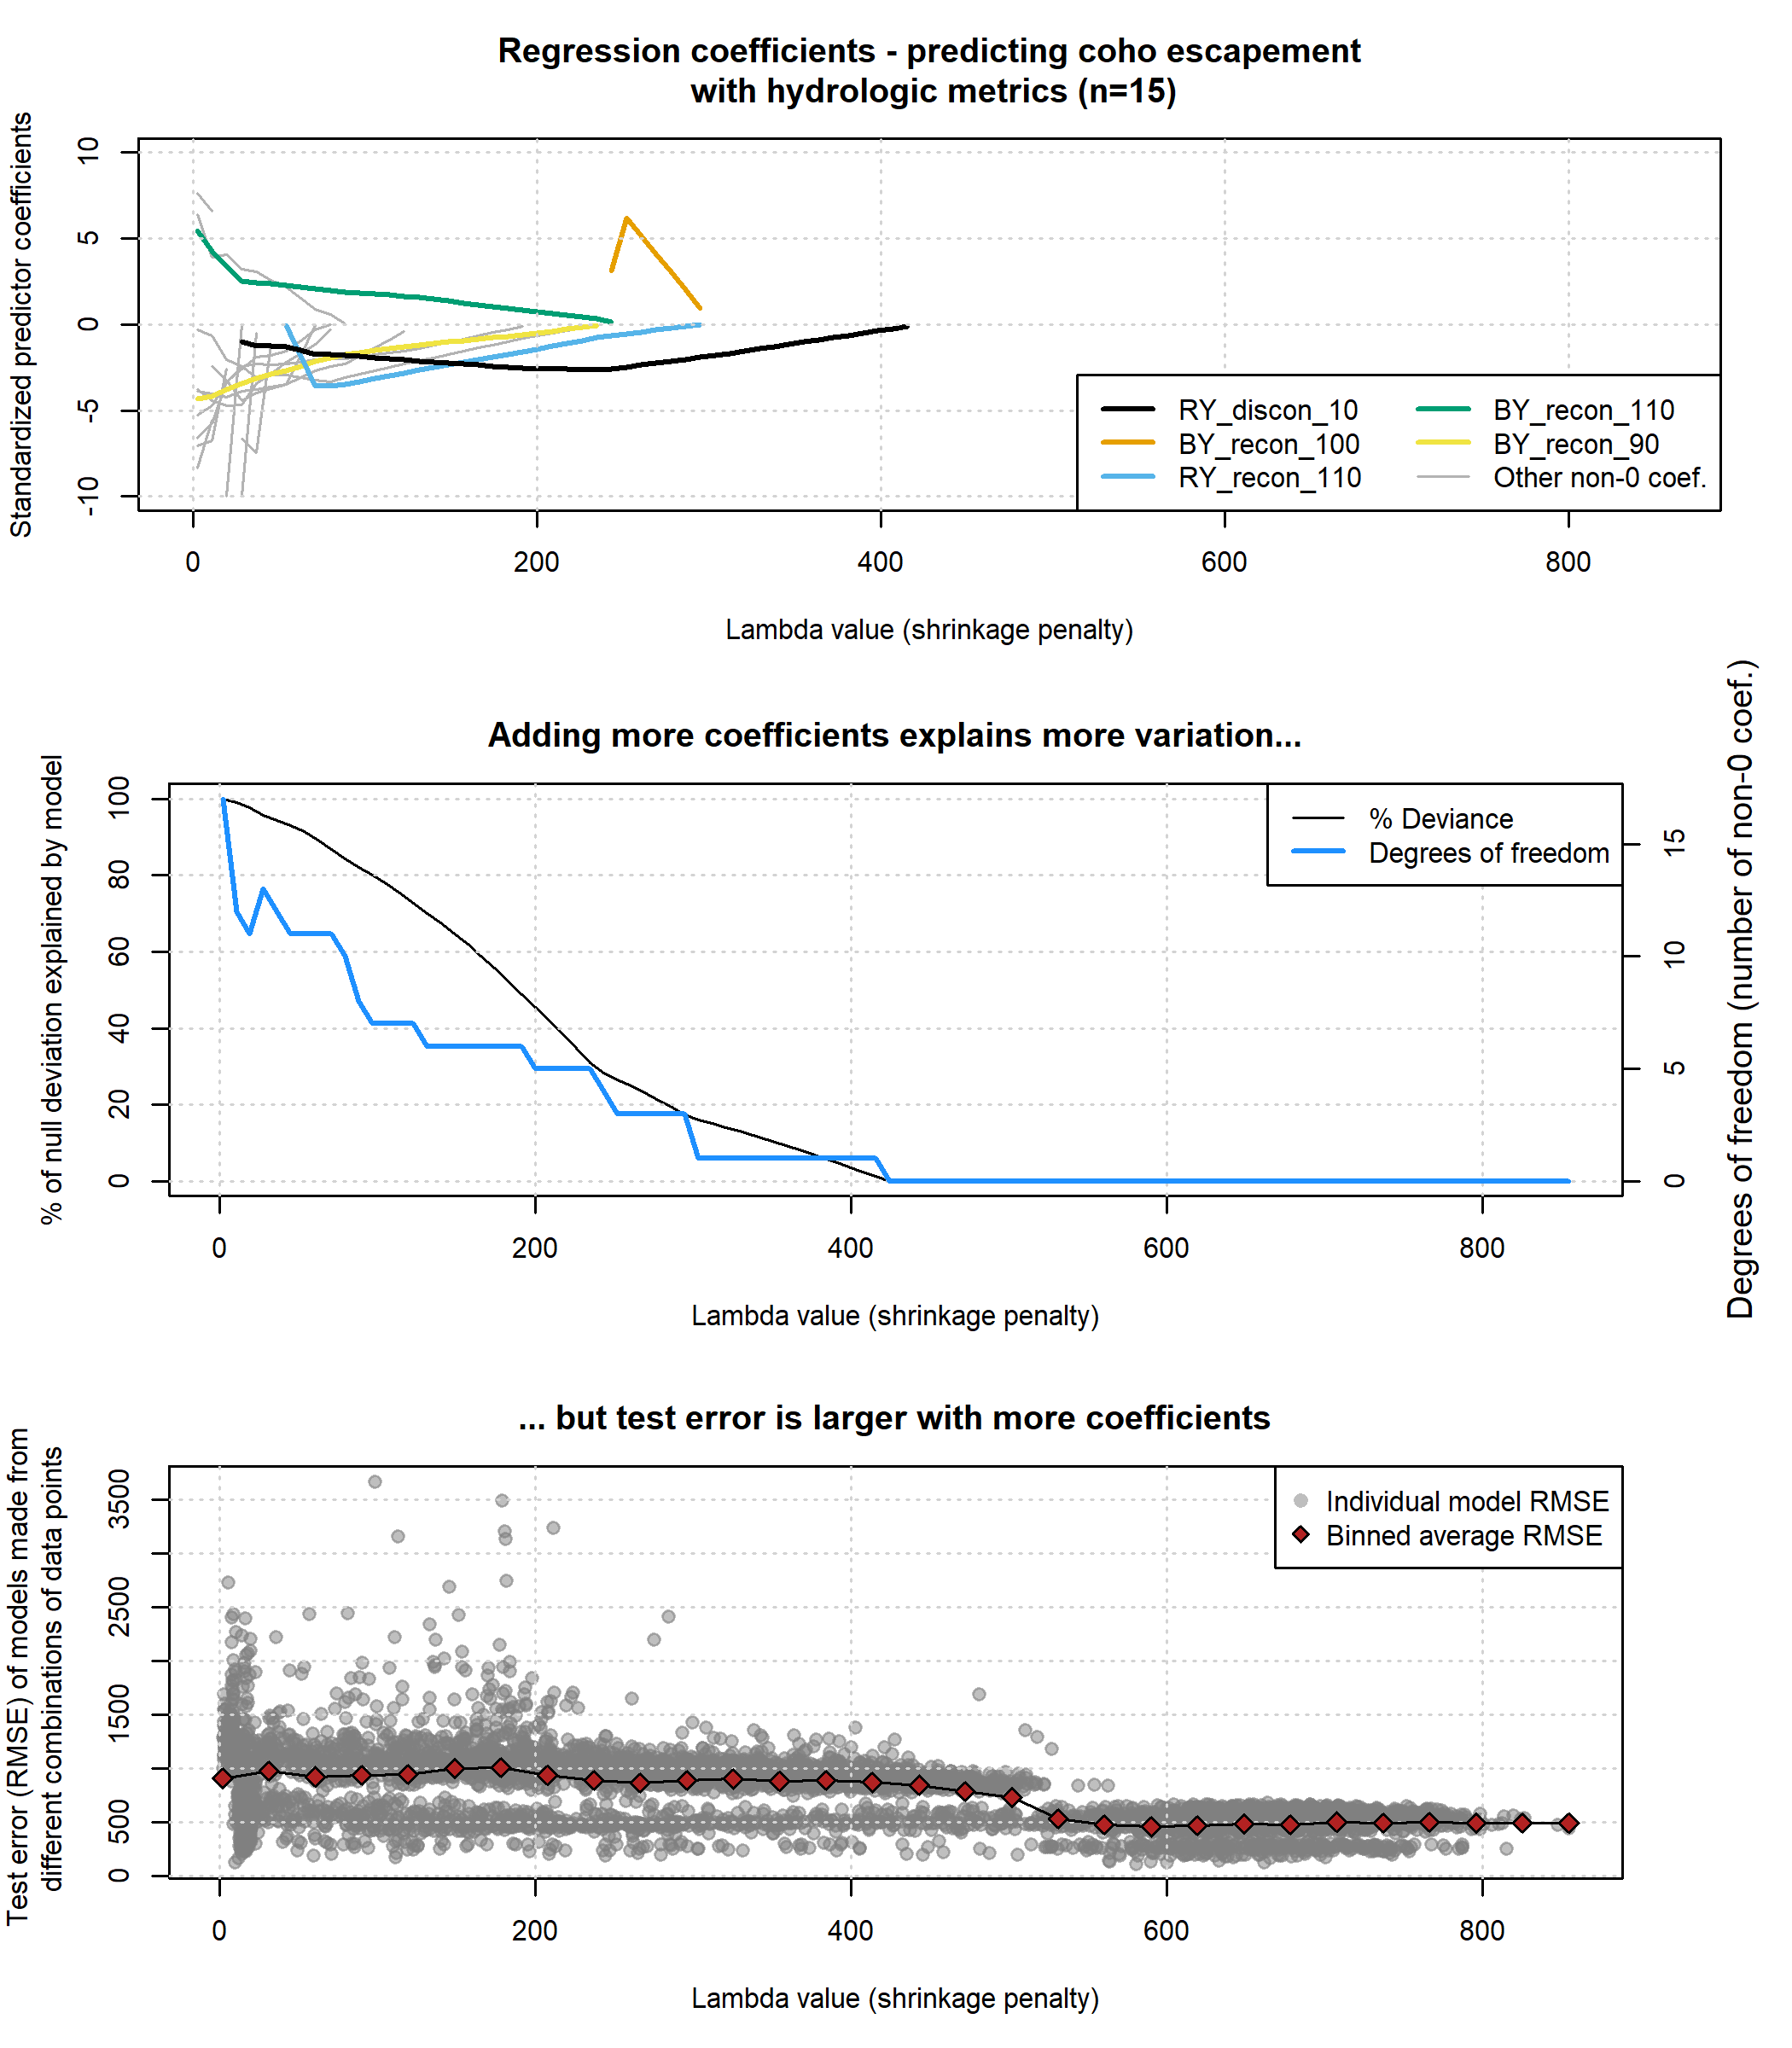 Regression coefficients - predicting coho escapement
with hydrologic metrics (n=15)
Standardized predictor coefficients
10
5
0
-5
-10
RY_discon_10
BY_recon_100
RY_recon_110
BY_recon_110
BY_recon_90
Other non-0 coef.
0 200 400 600 800
Lambda value (shrinkage penalty)
Adding more coefficients explains more variation...
% of null deviation explained by model
100
80
60
40
20
0
% Deviance
Degrees of freedom
15
10
5
0
Degrees of freedom (number of non-0 coef.)
0 200 400 600 800
Lambda value (shrinkage penalty)
... but test error is larger with more coefficients
Test error (RMSE) of models made from
different combinations of data points
3500
2500
1500
500
0
Individual model RMSE
Binned average RMSE
0 200 400 600 800
Lambda value (shrinkage penalty)